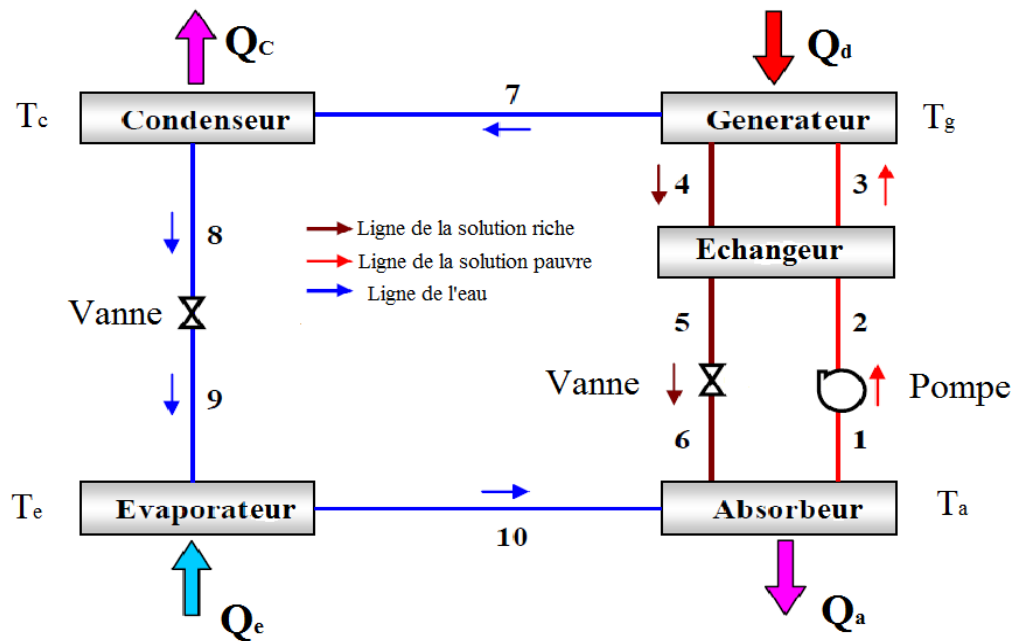 Qc
Qd
Tc
Condenseur
7
Generateur
Tg
4
3
8
Ligne de la solution riche
Echangeur
Ligne de la solution pauvre
Ligne de l'eau
Vanne
5
2
Vanne
Pompe
9
6
1
Te
Evaporateur
10
Absorbeur
Ta
Qe
Qa